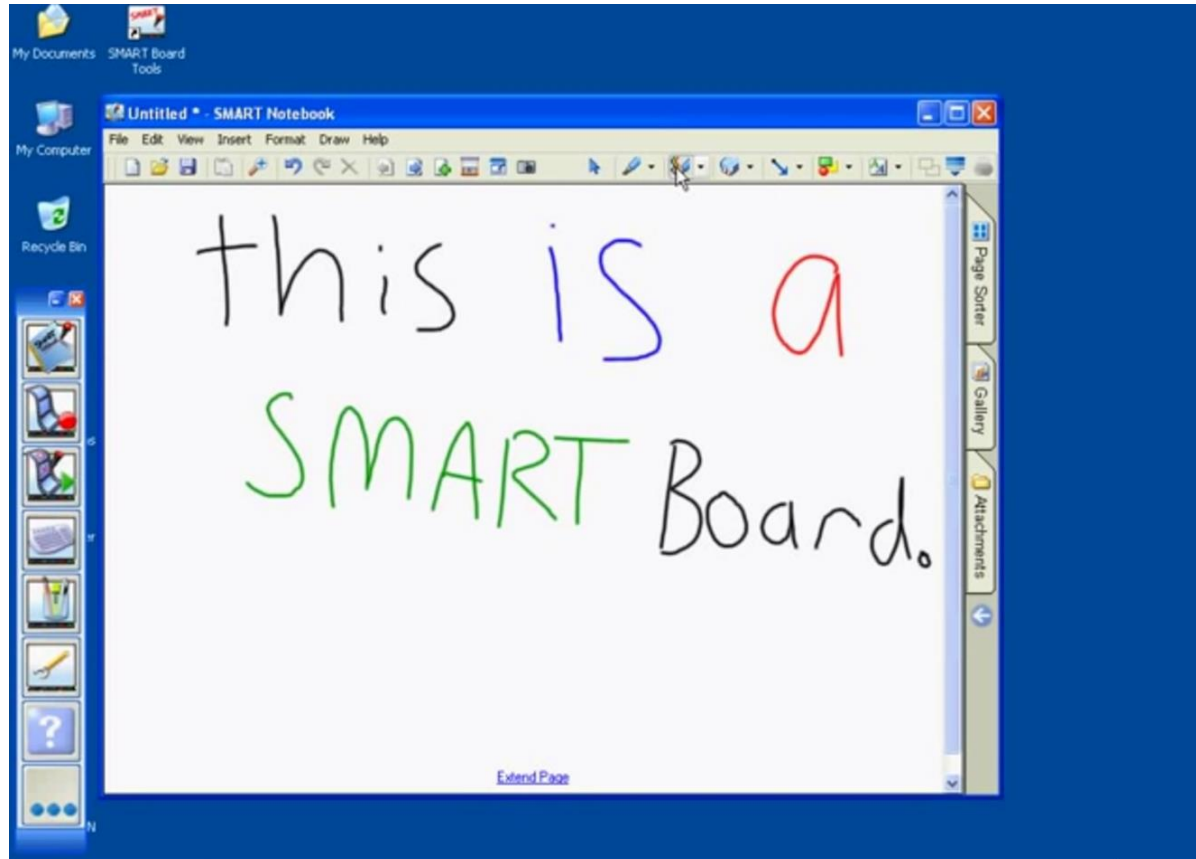 My Documents
SMART Board Tools
My Computer
Recycle Bin
Untitled * - SMART Notebook
File Edit View Insert Format Draw Help
this is a
SMART Board.
Page Sorter
Gallery
Attachments
Extend Page